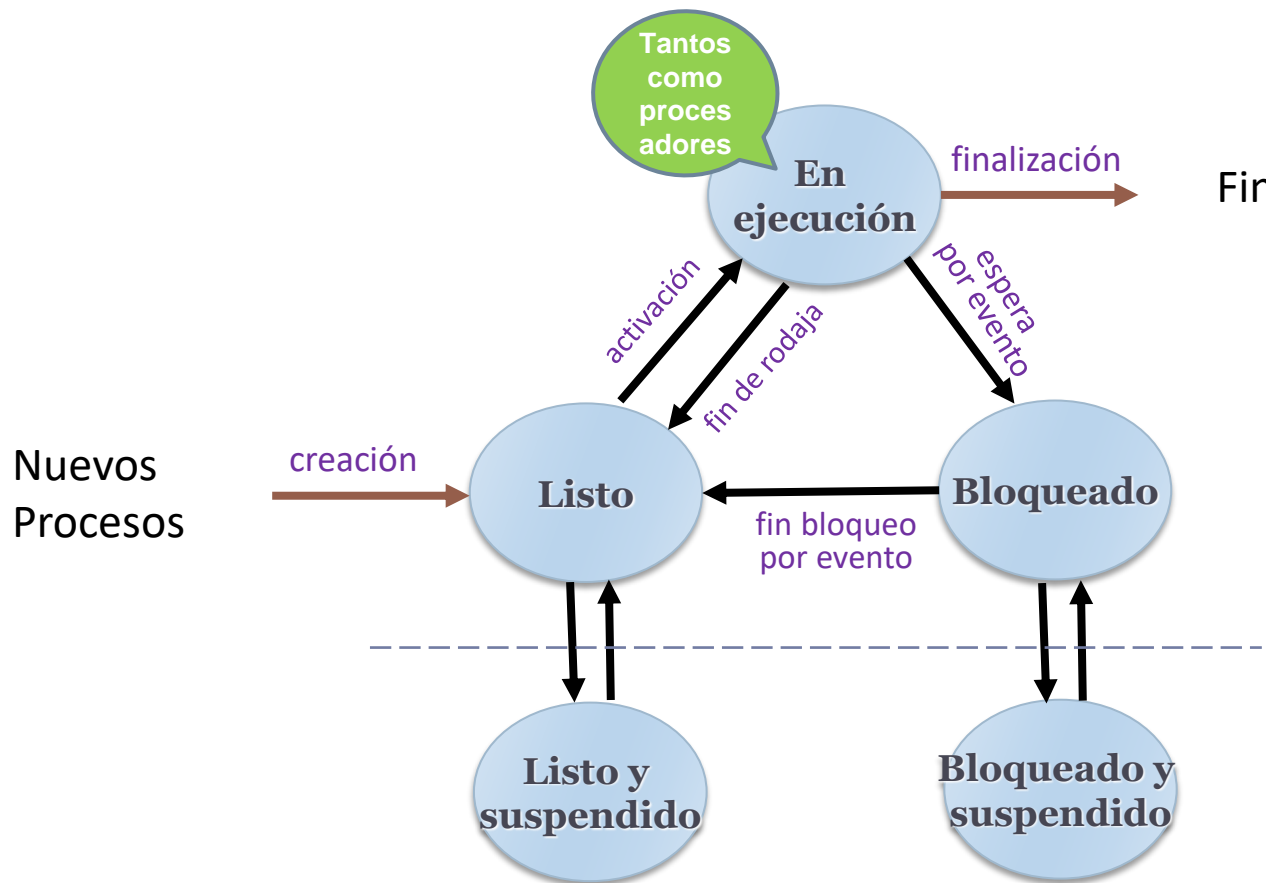 Tantos
como
proces
adores
En
ejecución
finalización
Fin
activación
fin de rodaja
espera
por evento
Nuevos
Procesos
creación
Listo
Bloqueado
fin bloqueo
por evento
Listo y
suspendido
Bloqueado y
suspendido